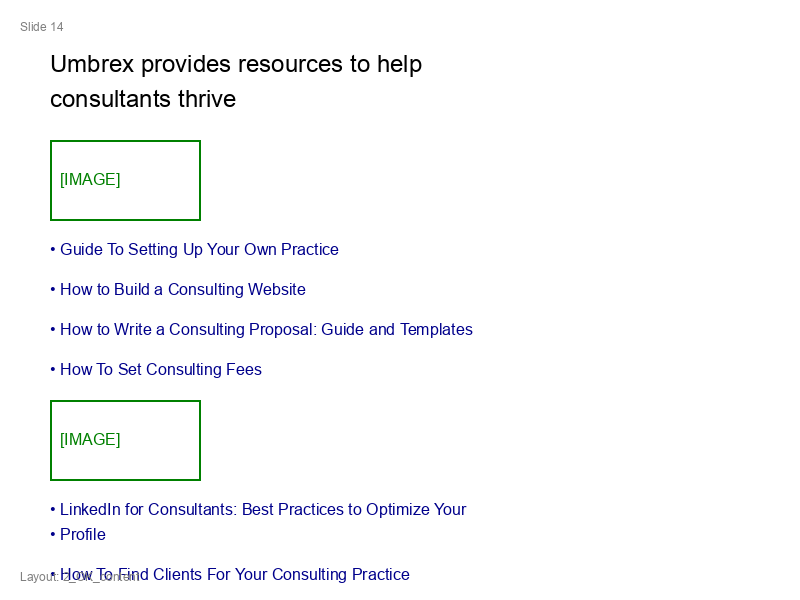 Slide 14
Umbrex provides resources to help
consultants thrive
[IMAGE]
• Guide To Setting Up Your Own Practice
• How to Build a Consulting Website
• How to Write a Consulting Proposal: Guide and Templates
• How To Set Consulting Fees
[IMAGE]
• LinkedIn for Consultants: Best Practices to Optimize Your
• Profile
• How To Find Clients For Your Consulting Practice
Layout: